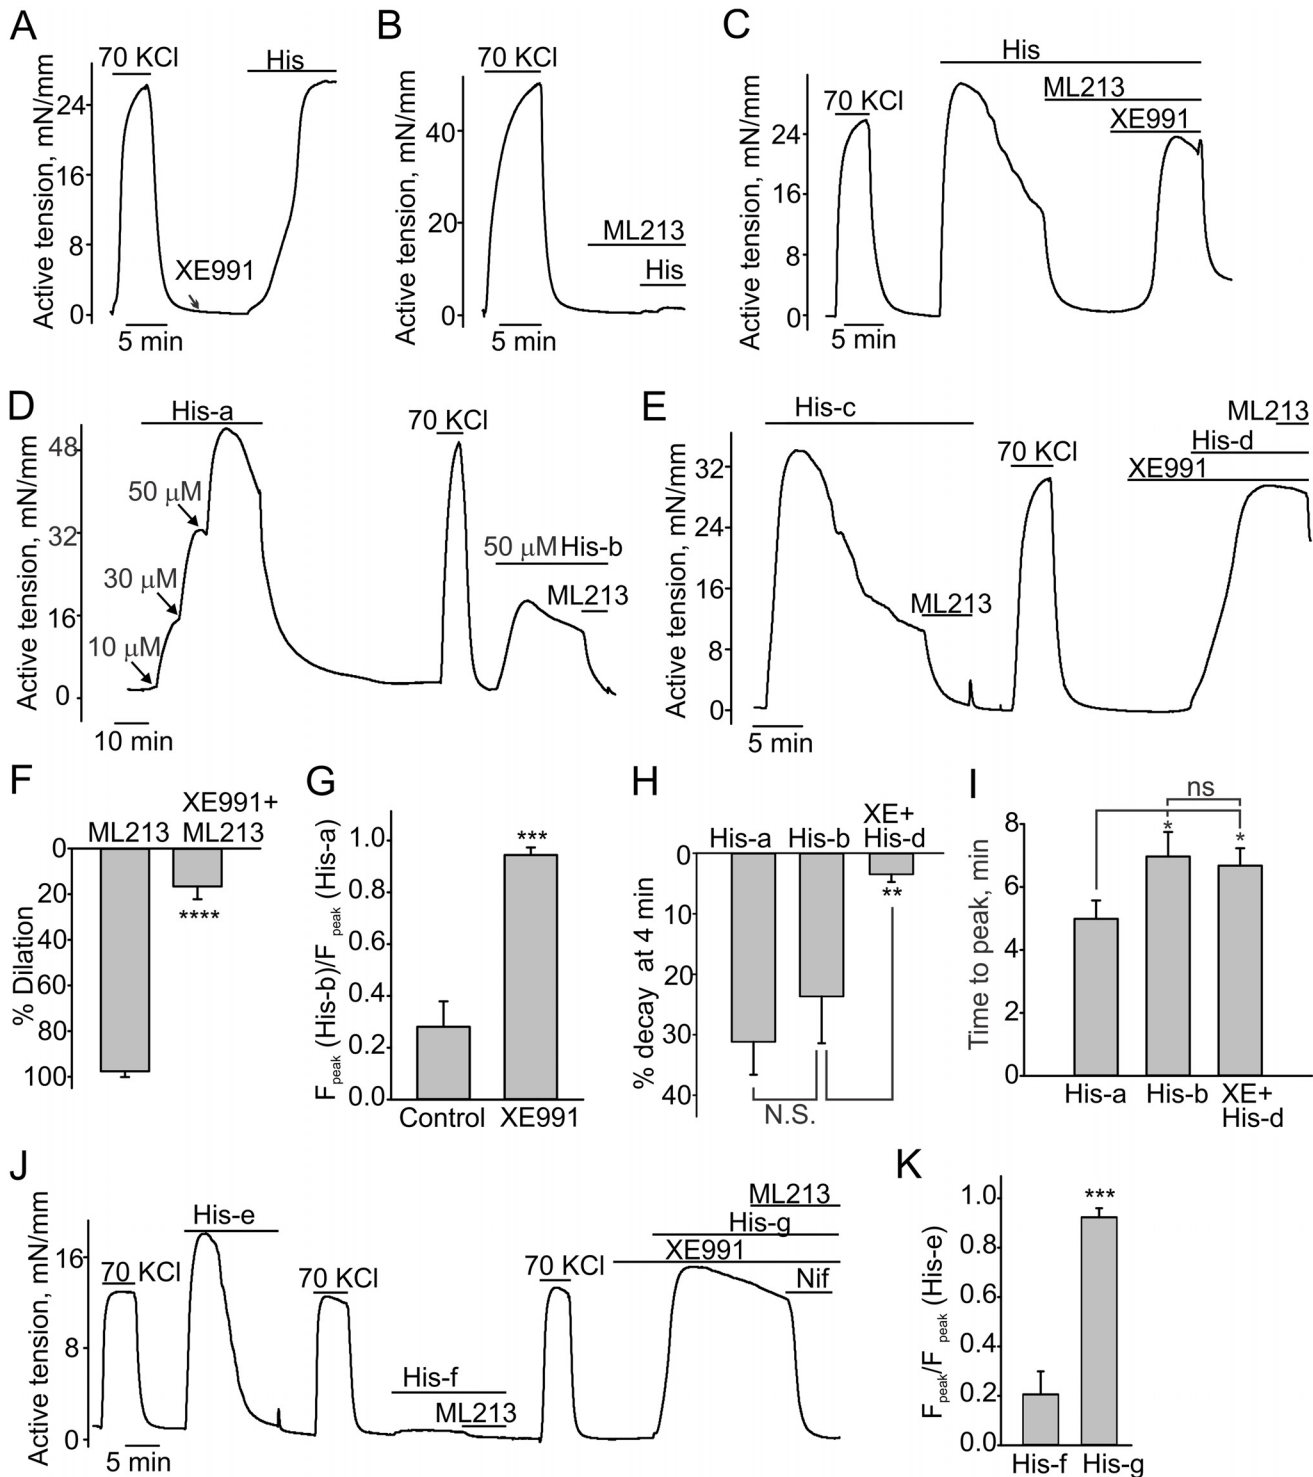 A
Active tension, mN/mm
24
16
8
0
70 KCl
His
XE991
5 min
B
Active tension, mN/mm
40
20
0
70 KCl
ML213
His
5 min
C
Active tension, mN/mm
24
16
8
0
70 KCl
His
ML213
XE991
5 min
D
Active tension, mN/mm
48
32
16
0
His-a
50 μM
30 μM
10 μM
70 KCl
50 μM His-b
ML213
10 min
E
Active tension, mN/mm
32
24
16
8
0
His-c
ML213
70 KCl
ML213
His-d
XE991
5 min
F
% Dilation
0
20
40
60
80
100
ML213
XE991+
ML213
****
G
F peak (His-b)/F peak (His-a)
1.0
0.8
0.6
0.4
0.2
0.0
***
Control
XE991
H
% decay at 4 min
0
10
20
30
40
His-a
His-b
XE+
His-d
**
N.S.
I
Time to peak, min
8
6
4
2
0
ns
*
*
His-a
His-b
XE+
His-d
J
Active tension, mN/mm
16
8
0
70 KCl
His-e
70 KCl
His-f
ML213
70 KCl
ML213
His-g
XE991
Nif
5 min
K
F peak/F peak (His-e)
1.0
0.8
0.6
0.4
0.2
0.0
***
His-f
His-g